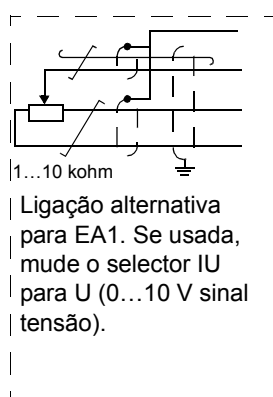 1…10 kohm
Ligação alternativa
para EA1. Se usada,
mude o selector IU
para U (0…10 V sinal
tensão).